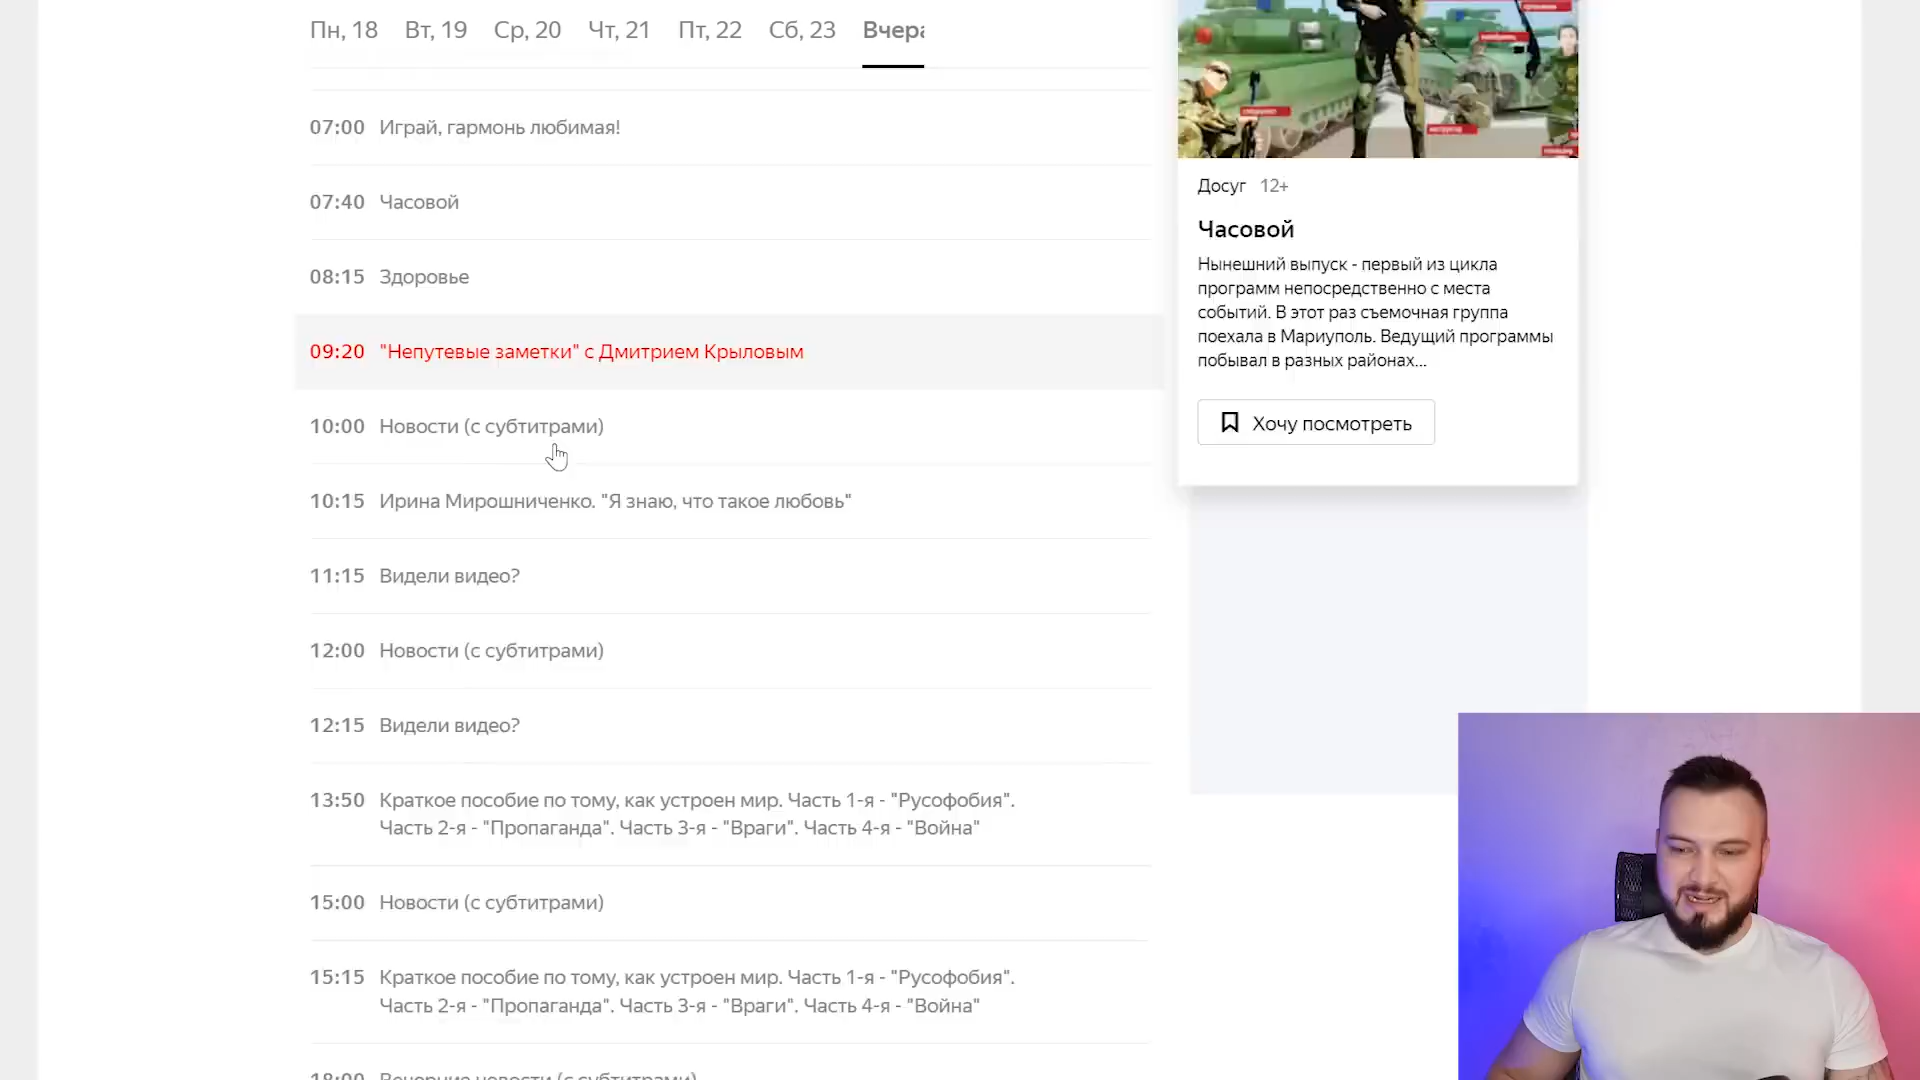 Пн, 18 Вт, 19 Ср, 20 Чт, 21 Пт, 22 Сб, 23 Вчера
07:00 Играй, гармонь любимая!
07:40 Часовой
08:15 Здоровье
09:20 "Непутевые заметки" с Дмитрием Крыловым
10:00 Новости (с субтитрами)
10:15 Ирина Мирошниченко. "Я знаю, что такое любовь"
11:15 Видели видео?
12:00 Новости (с субтитрами)
12:15 Видели видео?
13:50 Краткое пособие по тому, как устроен мир. Часть 1-я - "Русофобия".
Часть 2-я - "Пропаганда". Часть 3-я - "Враги". Часть 4-я - "Война"
15:00 Новости (с субтитрами)
15:15 Краткое пособие по тому, как устроен мир. Часть 1-я - "Русофобия".
Часть 2-я - "Пропаганда". Часть 3-я - "Враги". Часть 4-я - "Война"
18:00 Вечерние новости (с субтитрами)
Досуг 12+
Часовой
Нынешний выпуск - первый из цикла
программ непосредственно с места
событий. В этот раз съемочная группа
поехала в Мариуполь. Ведущий программы
побывал в разных районах...
Хочу посмотреть